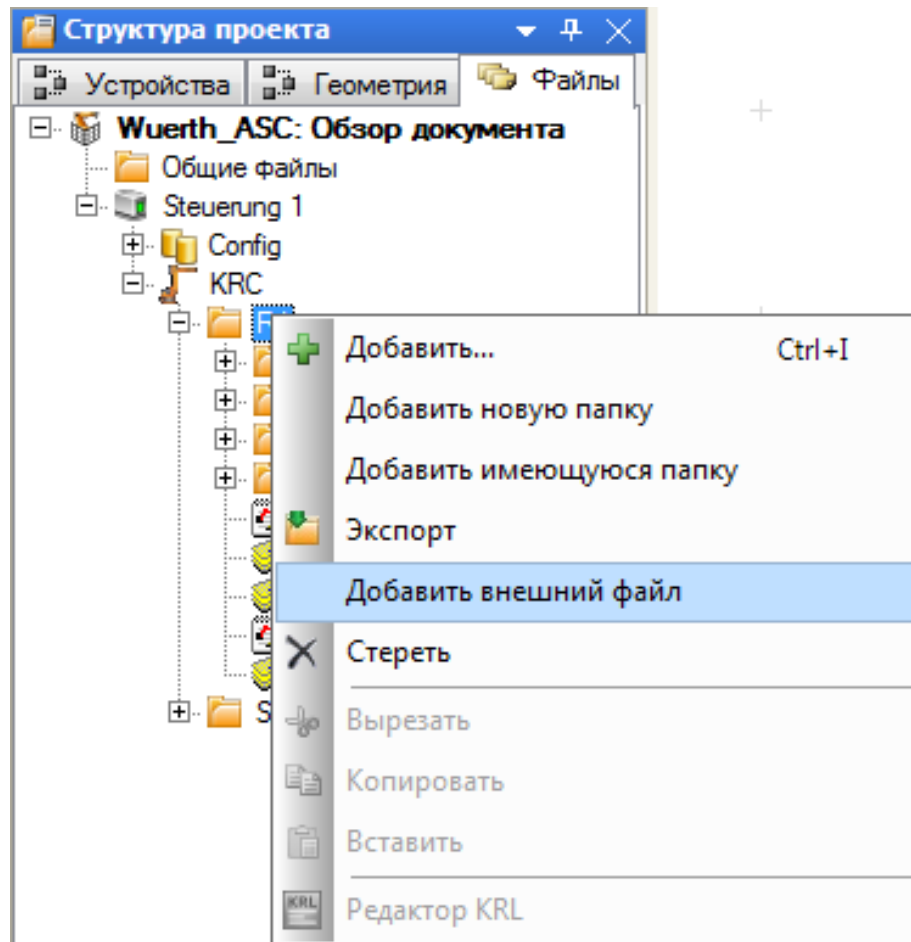 Структура проекта
Устройства Геометрия Файлы
Wuerth_ASC: Обзор документа
Общие файлы
Steuerung 1
Config
KRC
Добавить... Ctrl+I
Добавить новую папку
Добавить имеющуюся папку
Экспорт
Добавить внешний файл
Стереть
S
Вырезать
Копировать
Вставить
KRL Редактор KRL